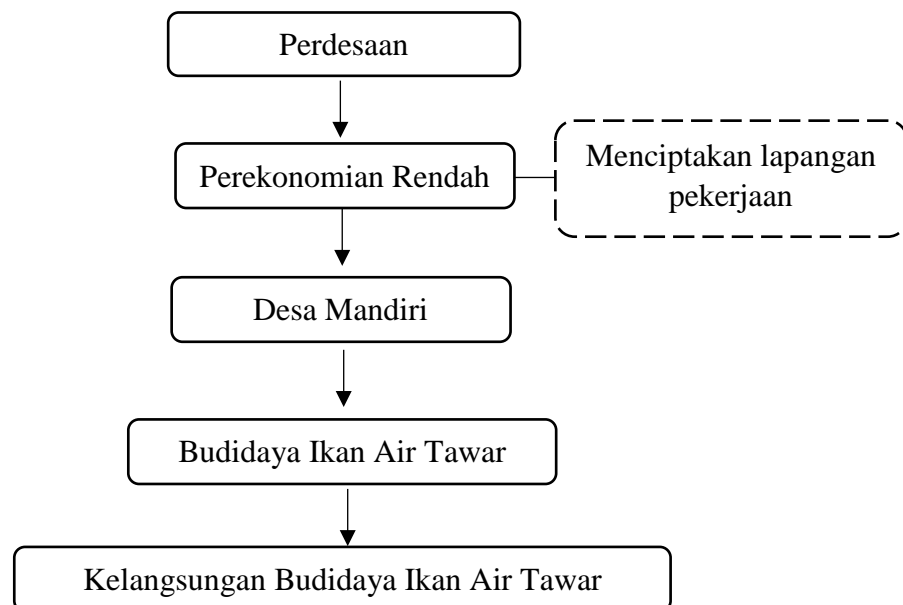 Perdesaan
Perekonomian Rendah
Menciptakan lapangan
pekerjaan
Desa Mandiri
Budidaya Ikan Air Tawar
Kelangsungan Budidaya Ikan Air Tawar